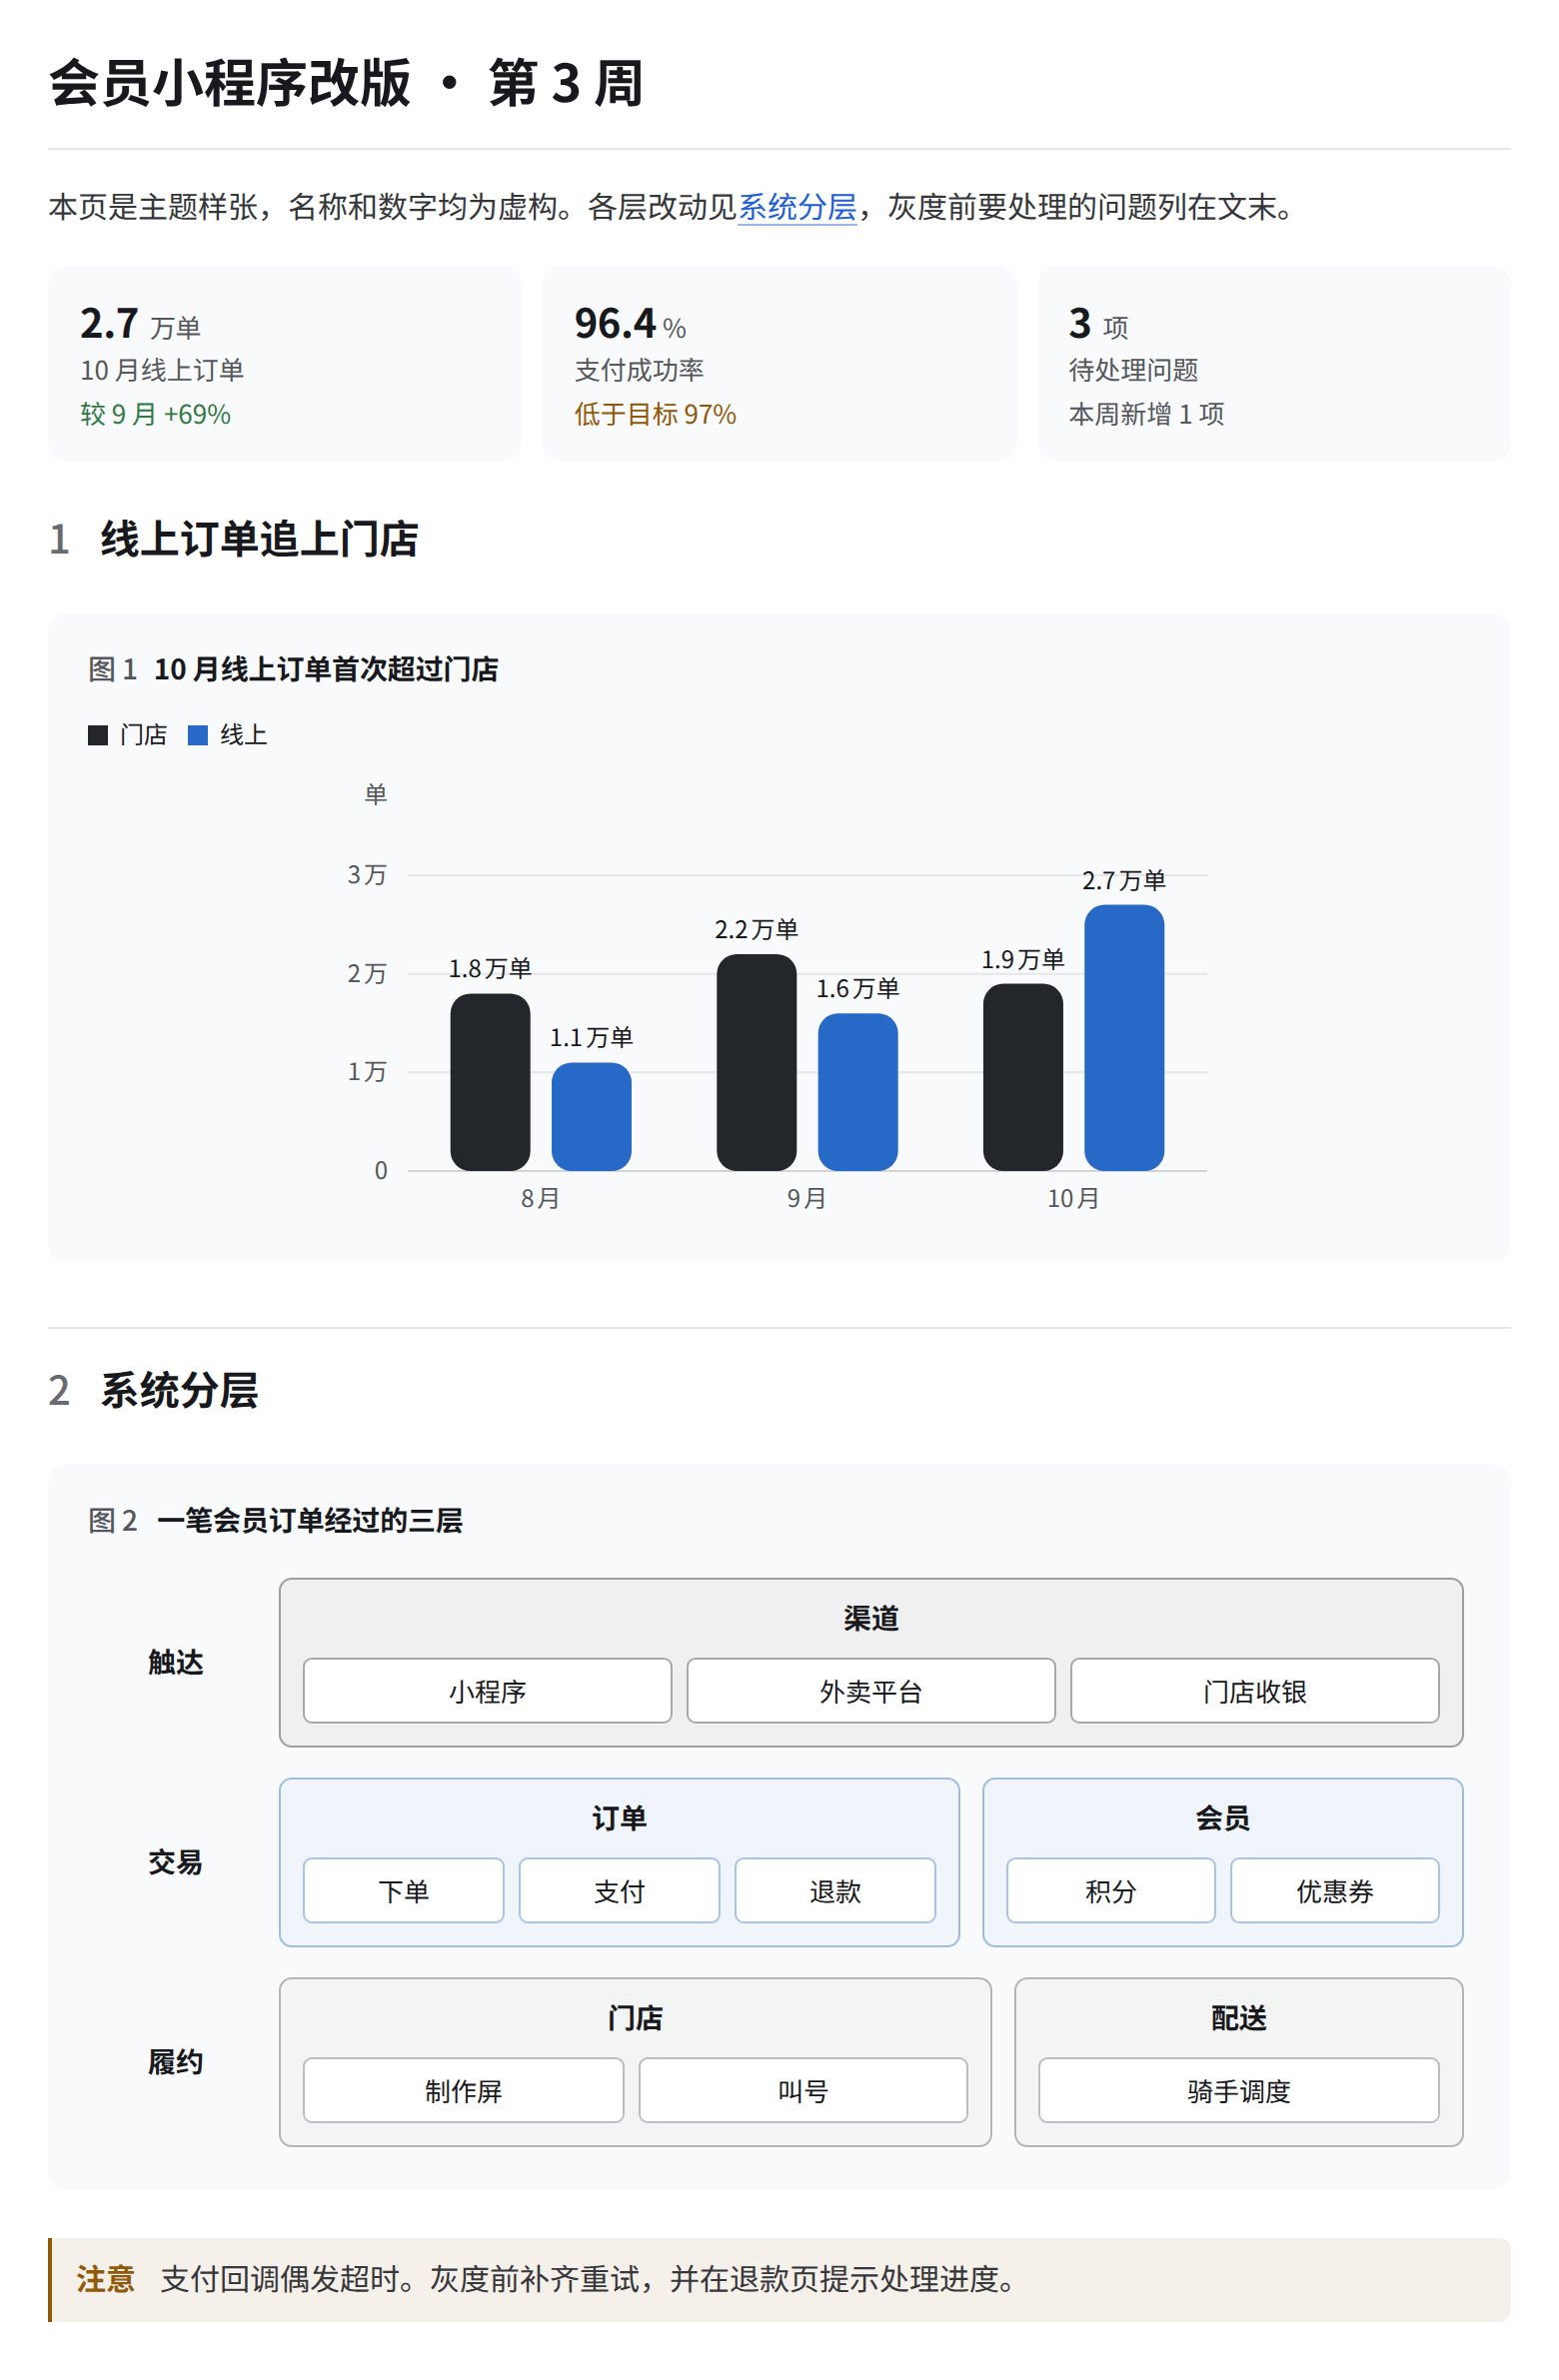 会员小程序改版 · 第 3 周
本页是主题样张，名称和数字均为虚构。各层改动见系统分层，灰度前要处理的问题列在文末。
2.7 万单
10 月线上订单
较 9 月 +69%
96.4 %
支付成功率
低于目标 97%
3 项
待处理问题
本周新增 1 项
1 线上订单追上门店
图 1 10 月线上订单首次超过门店
门店 线上
单
3 万
2 万
1 万
0
1.8 万单
1.1 万单
2.2 万单
1.6 万单
1.9 万单
2.7 万单
8 月
9 月
10 月
2 系统分层
图 2 一笔会员订单经过的三层
触达
渠道
小程序
外卖平台
门店收银
交易
订单
下单
支付
退款
会员
积分
优惠券
履约
门店
制作屏
叫号
配送
骑手调度
注意 支付回调偶发超时。灰度前补齐重试，并在退款页提示处理进度。